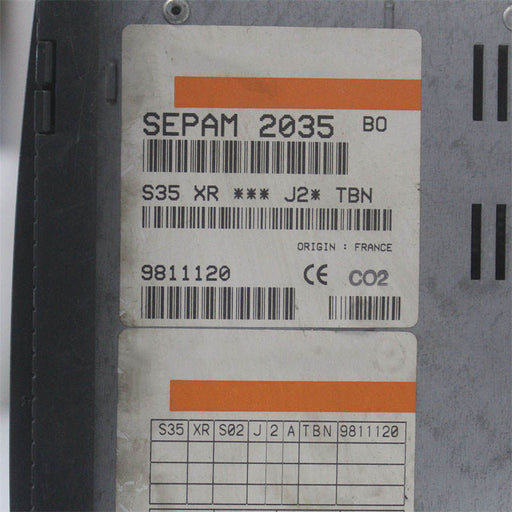 SEPAM 2035 BO
S35 XR *** J2* TBN
ORIGIN : FRANCE
9811120 CE CO2
S35 XR S02 J 2 A TBN 9811120